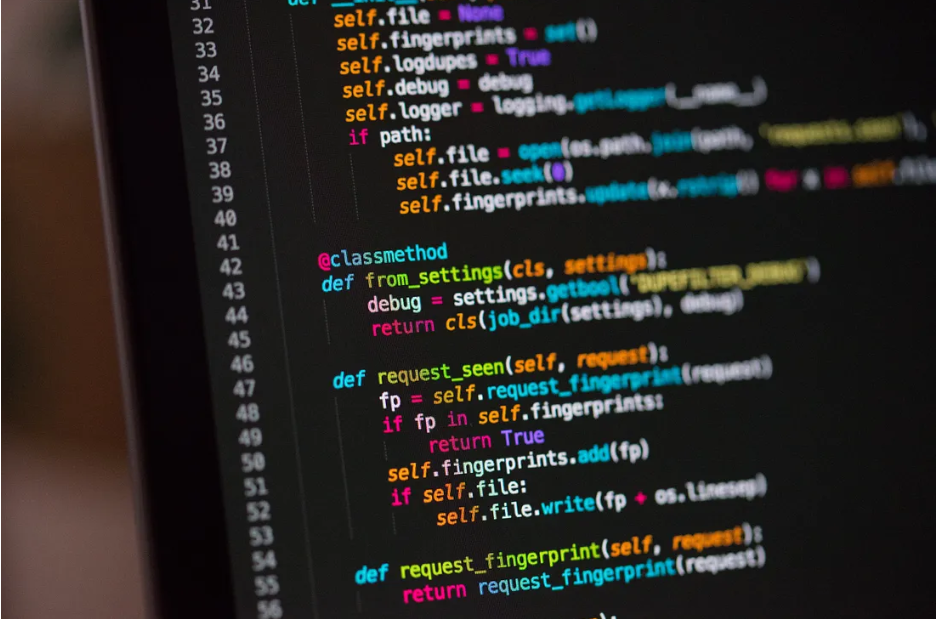 31 def __init__
32 self.file = None
33 self.fingerprints = set()
34 self.logdupes = True
35 self.debug = debug
36 self.logger = logging.getLogger(__name__)
37 if path:
38 self.file = open(os.path.join(path, 'requests.seen'),
39 self.file.seek(0)
40 self.fingerprints.update(x.rstrip() for x in self.file
41
42 @classmethod
43 def from_settings(cls, settings):
44 debug = settings.getbool('DUPEFILTER_DEBUG')
45 return cls(job_dir(settings), debug)
46
47 def request_seen(self, request):
48 fp = self.request_fingerprint(request)
49 if fp in self.fingerprints:
50 return True
51 self.fingerprints.add(fp)
52 if self.file:
53 self.file.write(fp + os.linesep)
54
55 def request_fingerprint(self, request):
56 return request_fingerprint(request)